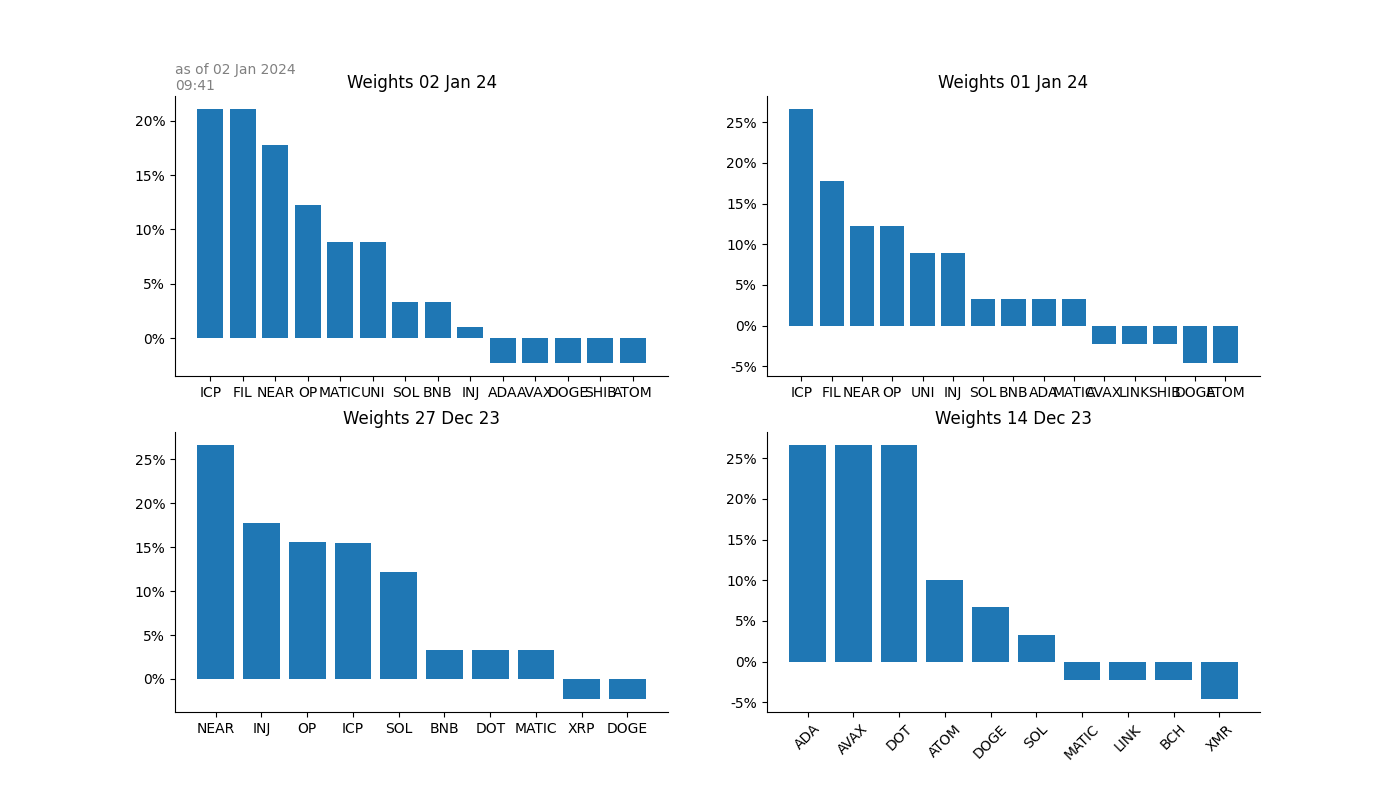 as of 02 Jan 2024
09:41
Weights 02 Jan 24
20%
15%
10%
5%
0%
ICP FIL NEAR OP MATIC UNI SOL BNB INJ ADA AVAX DOGE SHIB ATOM
Weights 01 Jan 24
25%
20%
15%
10%
5%
0%
-5%
ICP FIL NEAR OP UNI INJ SOL BNB ADA MATIC AVAX LINK SHIB DOGE ATOM
Weights 27 Dec 23
25%
20%
15%
10%
5%
0%
NEAR INJ OP ICP SOL BNB DOT MATIC XRP DOGE
Weights 14 Dec 23
25%
20%
15%
10%
5%
0%
-5%
ADA AVAX DOT ATOM DOGE SOL MATIC LINK BCH XMR